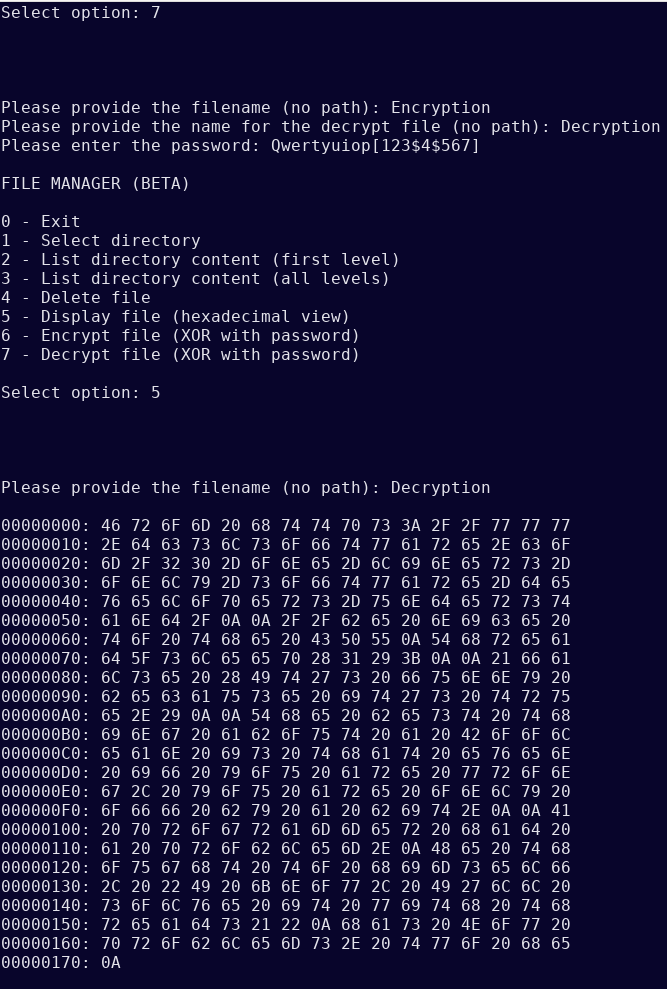 Select option: 7
Please provide the filename (no path): Encryption
Please provide the name for the decrypt file (no path): Decryption
Please enter the password: Qwertyuiop[123$4$567]
FILE MANAGER (BETA)
0 - Exit
1 - Select directory
2 - List directory content (first level)
3 - List directory content (all levels)
4 - Delete file
5 - Display file (hexadecimal view)
6 - Encrypt file (XOR with password)
7 - Decrypt file (XOR with password)
Select option: 5
Please provide the filename (no path): Decryption
00000000: 46 72 6F 6D 20 68 74 74 70 73 3A 2F 2F 77 77 77
00000010: 2E 64 63 73 6C 73 6F 66 74 77 61 72 65 2E 63 6F
00000020: 6D 2F 32 30 2D 6F 6E 65 2D 6C 69 6E 65 72 73 2D
00000030: 6F 6E 6C 79 2D 73 6F 66 74 77 61 72 65 2D 64 65
00000040: 76 65 6C 6F 70 65 72 73 2D 75 6E 64 65 72 73 74
00000050: 61 6E 64 2F 0A 0A 2F 2F 62 65 20 6E 69 63 65 20
00000060: 74 6F 20 74 68 65 20 43 50 55 0A 54 68 72 65 61
00000070: 64 5F 73 6C 65 65 70 28 31 29 3B 0A 0A 21 66 61
00000080: 6C 73 65 20 28 49 74 27 73 20 66 75 6E 6E 79 20
00000090: 62 65 63 61 75 73 65 20 69 74 27 73 20 74 72 75
000000A0: 65 2E 29 0A 0A 54 68 65 20 62 65 73 74 20 74 68
000000B0: 69 6E 67 20 61 62 6F 75 74 20 61 20 42 6F 6F 6C
000000C0: 65 61 6E 20 69 73 20 74 68 61 74 20 65 76 65 6E
000000D0: 20 69 66 20 79 6F 75 20 61 72 65 20 77 72 6F 6E
000000E0: 67 2C 20 79 6F 75 20 61 72 65 20 6F 6E 6C 79 20
000000F0: 6F 66 66 20 62 79 20 61 20 62 69 74 2E 0A 0A 41
00000100: 20 70 72 6F 67 72 61 6D 6D 65 72 20 68 61 64 20
00000110: 61 20 70 72 6F 62 6C 65 6D 2E 0A 48 65 20 74 68
00000120: 6F 75 67 68 74 20 74 6F 20 68 69 6D 73 65 6C 66
00000130: 2C 20 22 49 20 6B 6E 6F 77 2C 20 49 27 6C 6C 20
00000140: 73 6F 6C 76 65 20 69 74 20 77 69 74 68 20 74 68
00000150: 72 65 61 64 73 21 22 0A 68 61 73 20 4E 6F 77 20
00000160: 70 72 6F 62 6C 65 6D 73 2E 20 74 77 6F 20 68 65
00000170: 0A